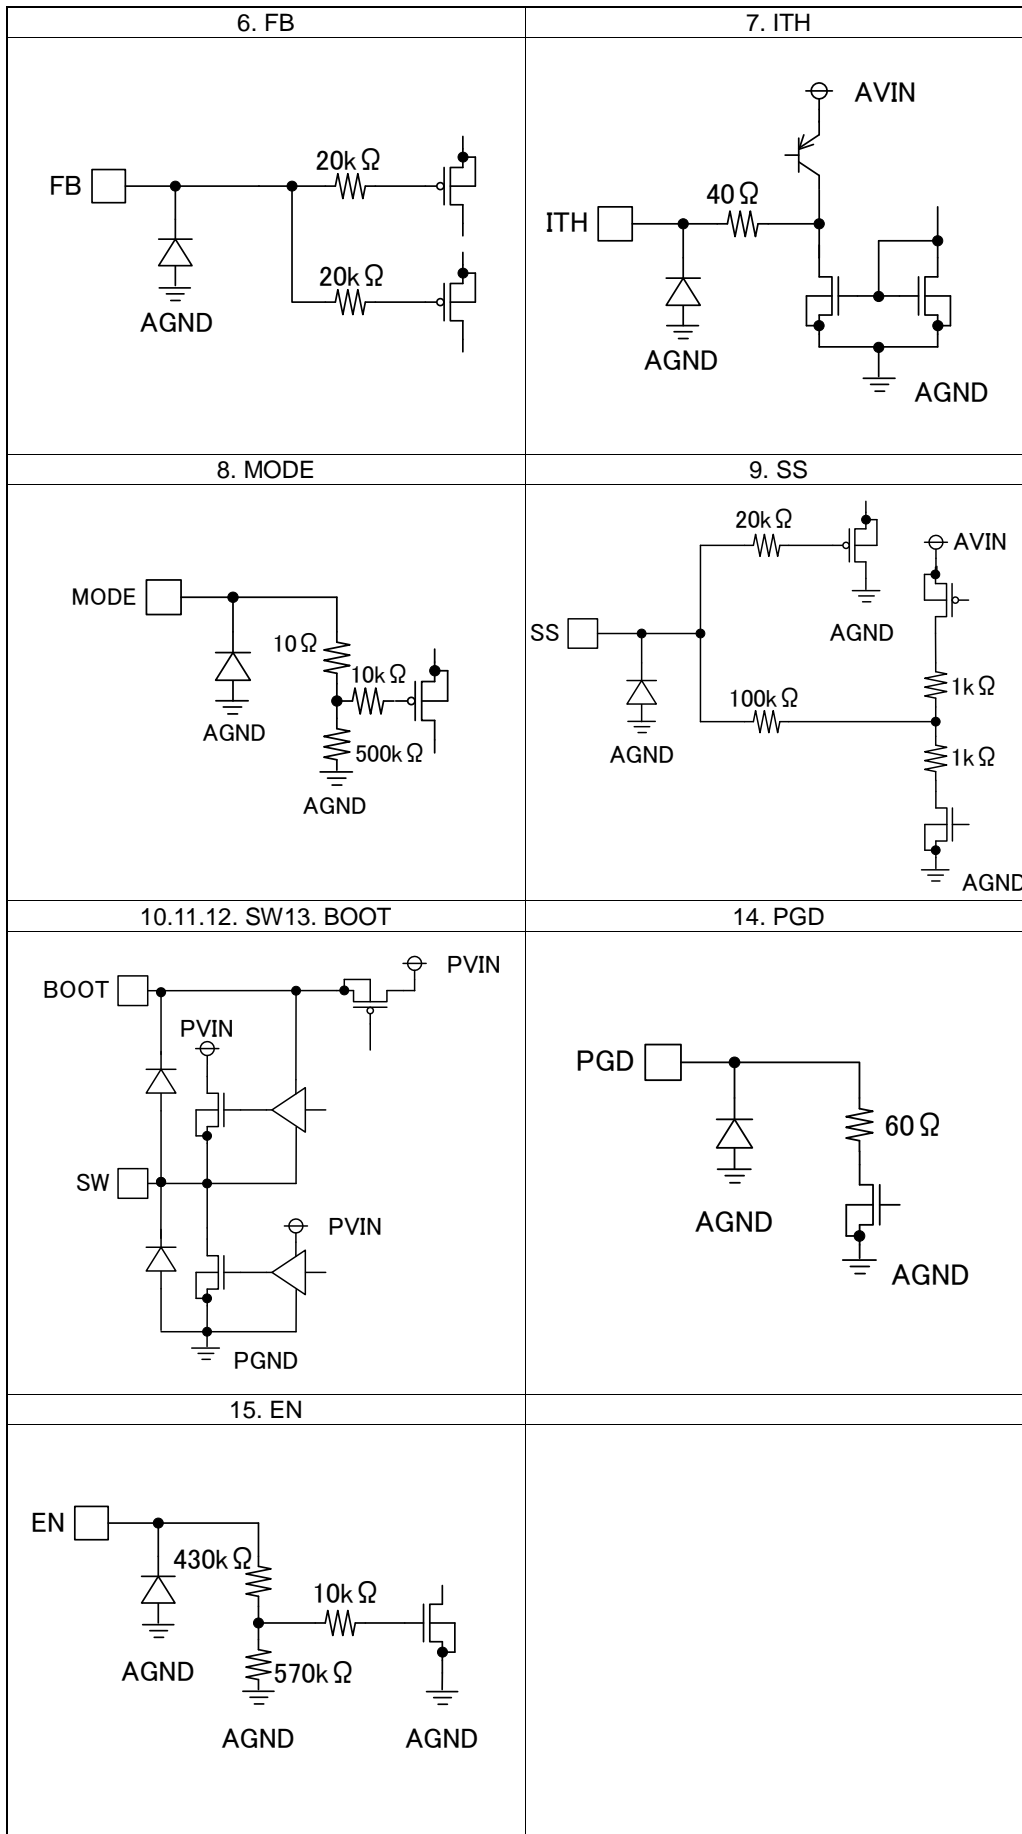 6. FB
7. ITH
FB
20kΩ
20kΩ
AGND
AVIN
ITH
40Ω
AGND
AGND
8. MODE
9. SS
MODE
10Ω
10kΩ
AGND
500kΩ
AGND
20kΩ
AVIN
SS
AGND
100kΩ
1kΩ
AGND
1kΩ
AGND
10.11.12. SW13. BOOT
14. PGD
BOOT
PVIN
PVIN
SW
PVIN
PGND
PGD
60Ω
AGND
AGND
15. EN
EN
430kΩ
10kΩ
AGND
570kΩ
AGND
AGND